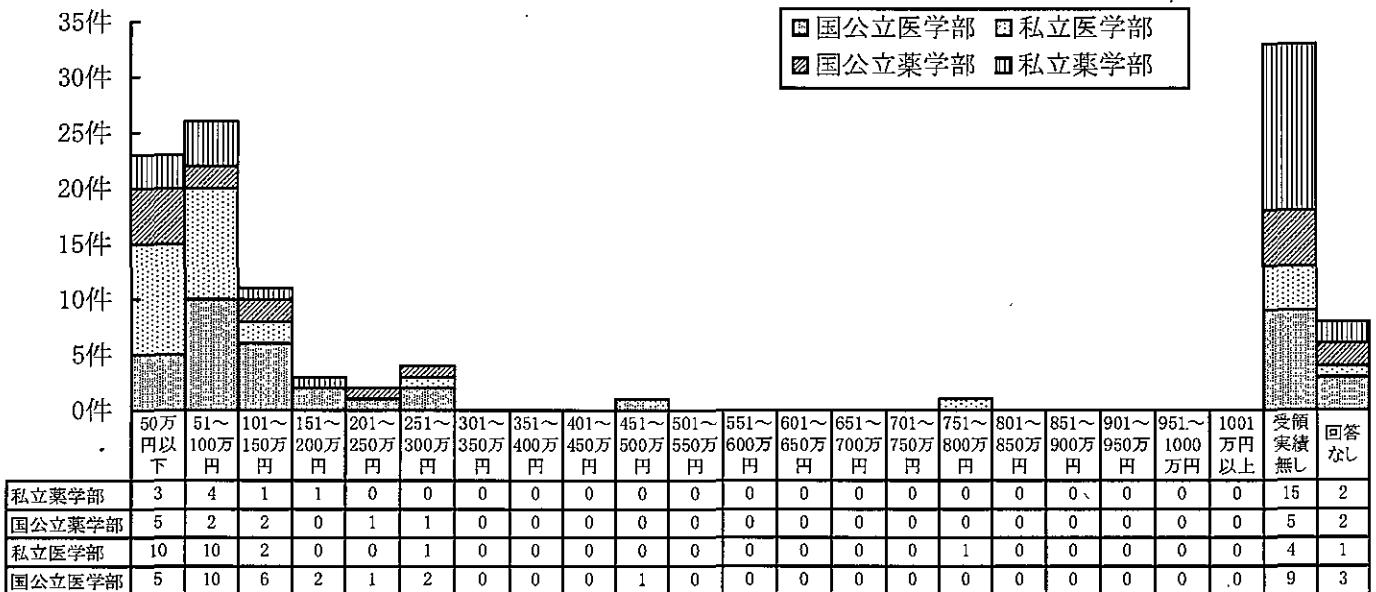 35件
30件
25件
20件
15件
10件
5件
0件
国公立医学部 私立医学部
国公立薬学部 私立薬学部
50万円以下 51～100万円 101～150万円 151～200万円 201～250万円 251～300万円 301～350万円 351～400万円 401～450万円 451～500万円 501～550万円 551～600万円 601～650万円 651～700万円 701～750万円 751～800万円 801～850万円 851～900万円 901～950万円 951～1000万円 1001万円以上 受領実績無し 回答なし
私立薬学部 3 4 1 1 0 0 0 0 0 0 0 0 0 0 0 0 0 0 0 0 0 15 2
国公立薬学部 5 2 2 0 1 1 0 0 0 0 0 0 0 0 0 0 0 0 0 0 0 5 2
私立医学部 10 10 2 0 0 1 0 0 0 0 0 0 0 0 0 1 0 0 0 0 0 4 1
国公立医学部 5 10 6 2 1 2 0 0 0 1 0 0 0 0 0 0 0 0 0 0 0 9 3